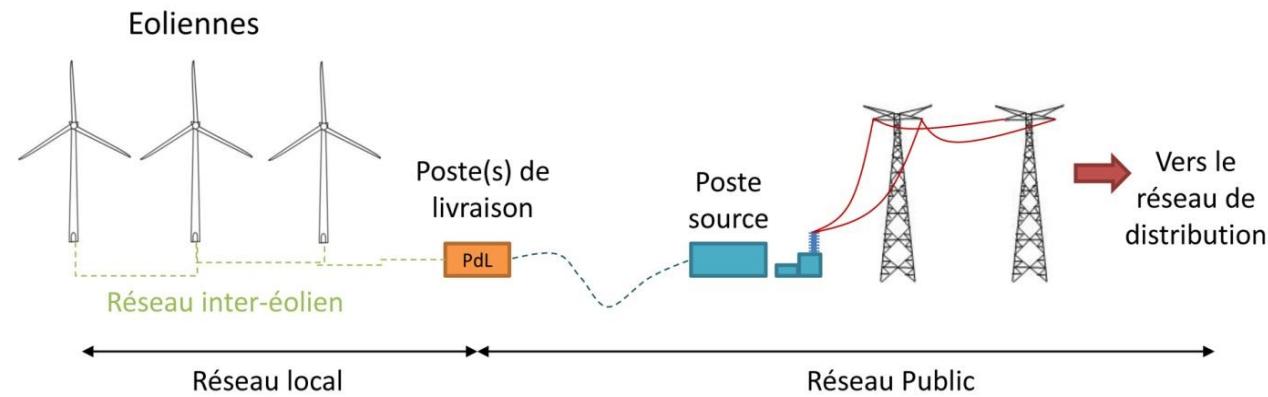 Eoliennes
Poste(s) de
livraison
PdL
Poste
source
Vers le
réseau de
distribution
Réseau inter-éolien
Réseau local
Réseau Public